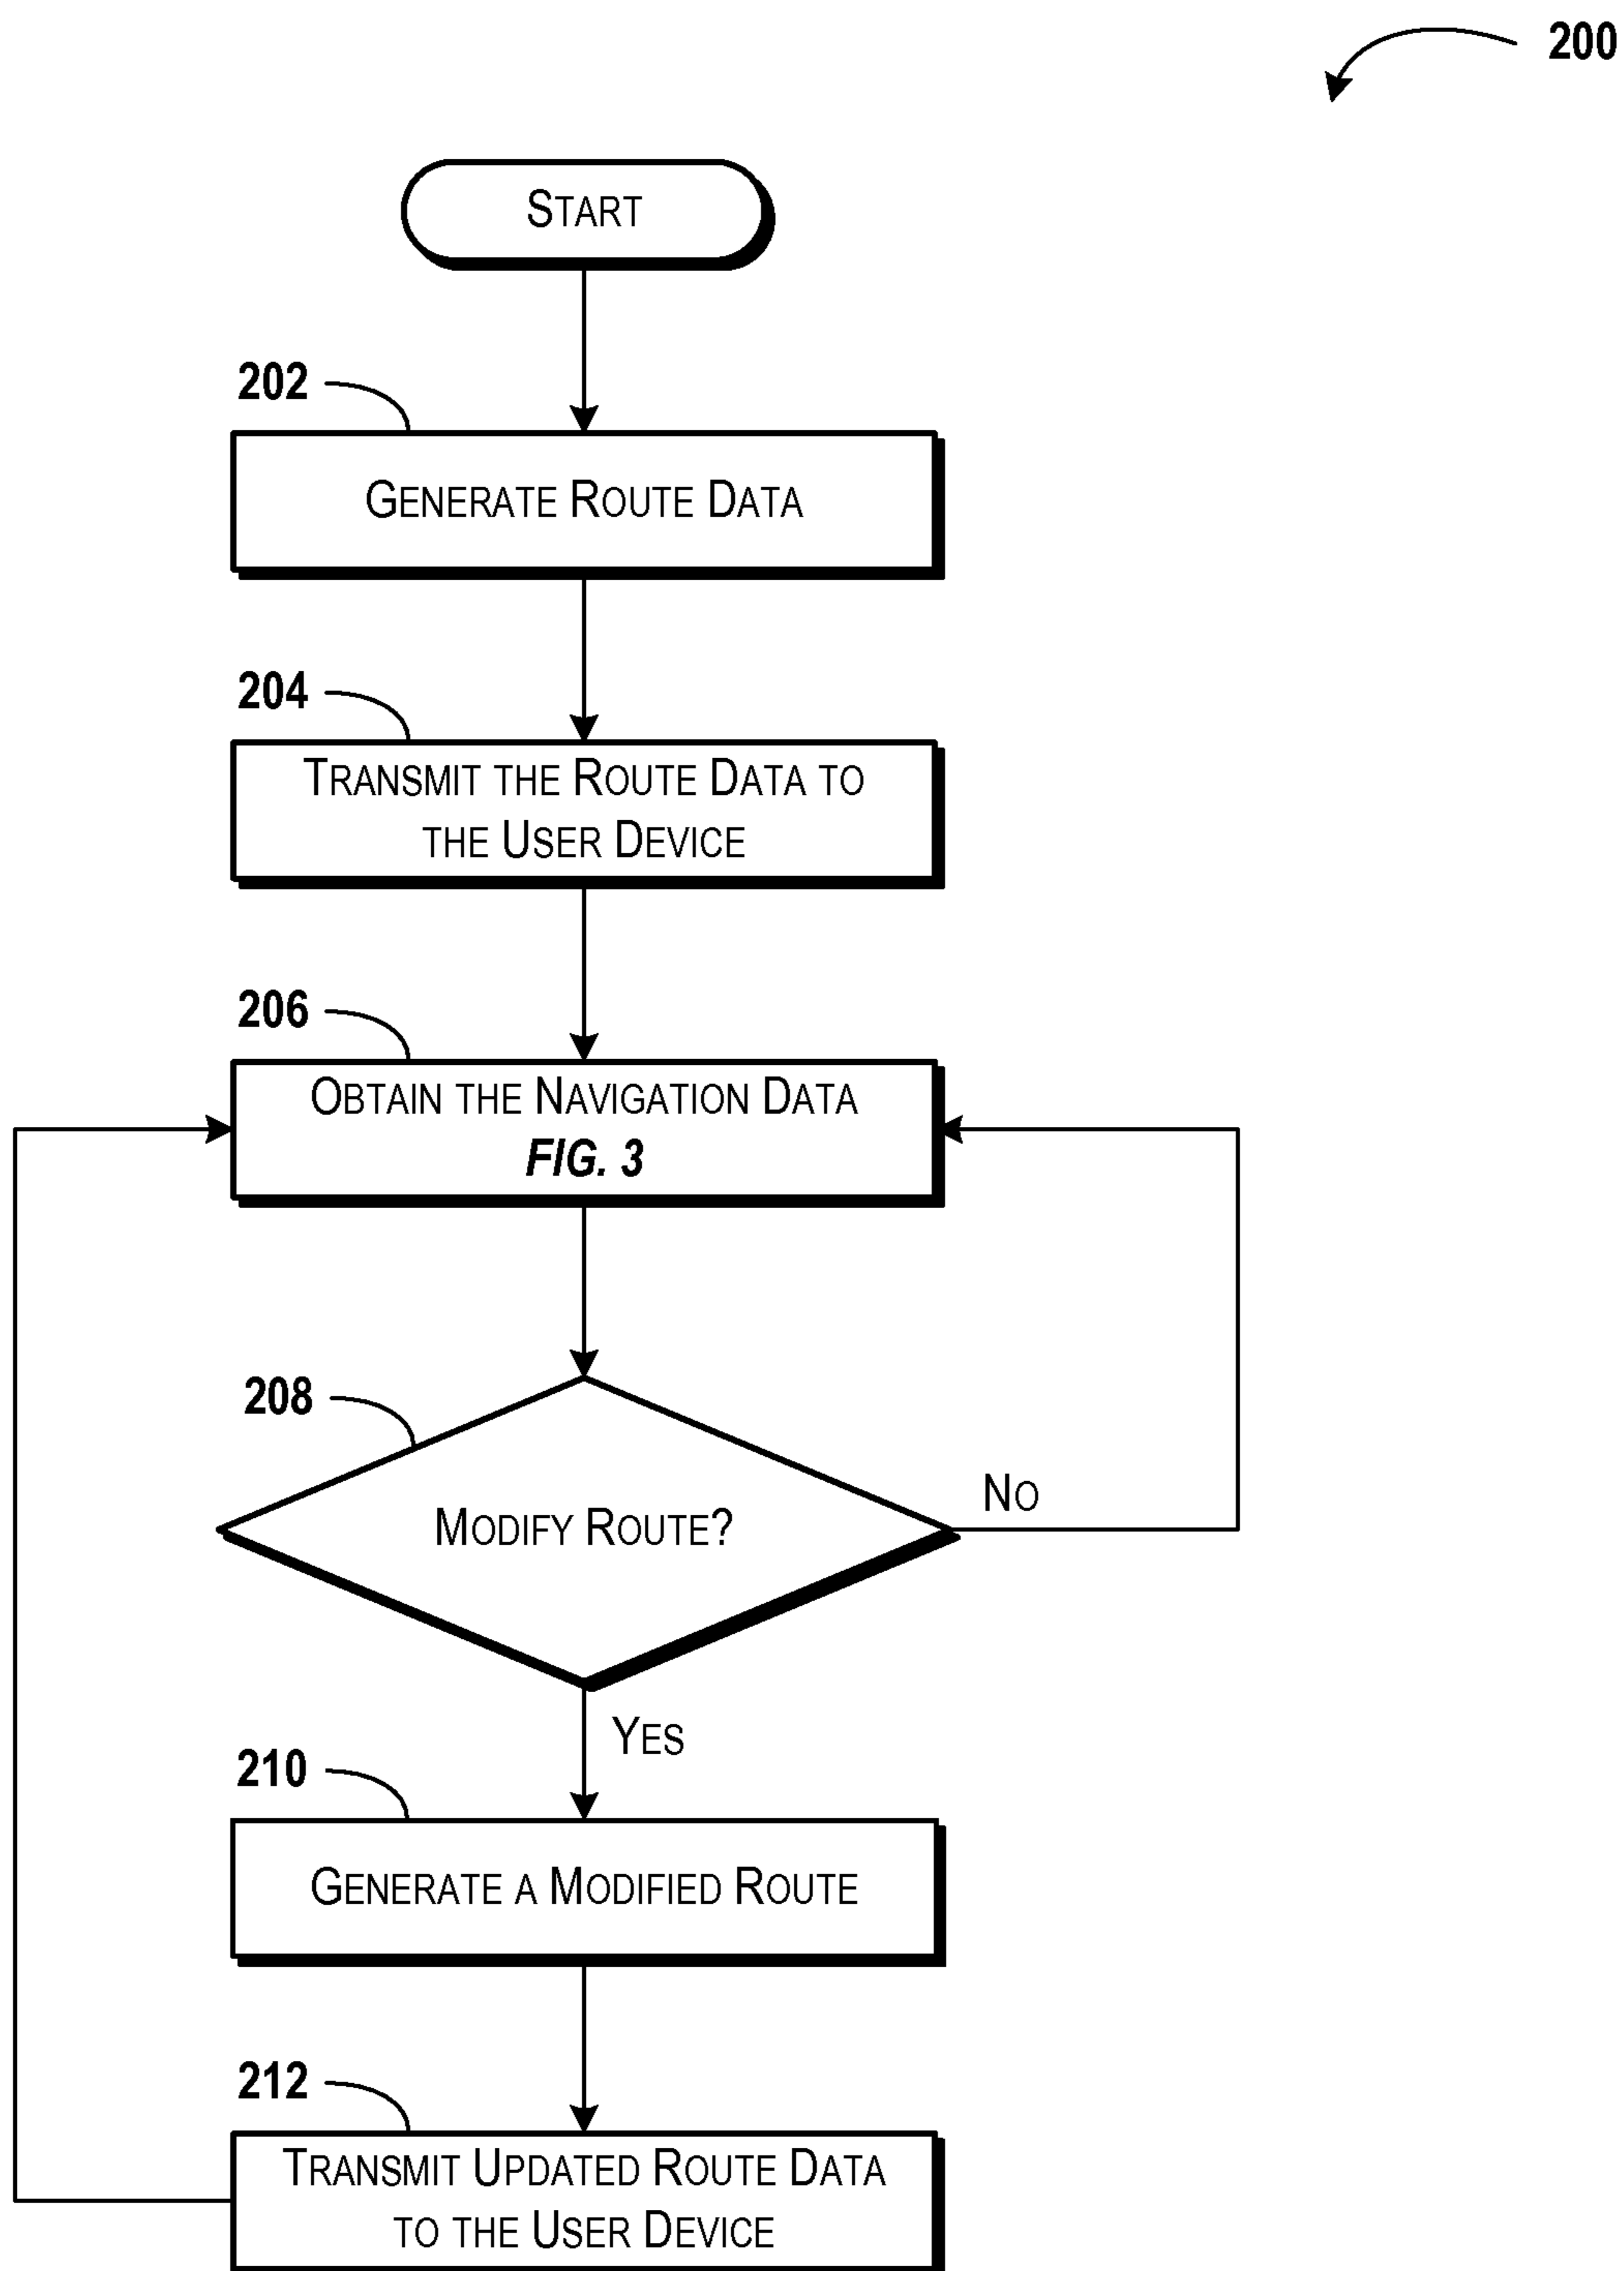 200
START
202
GENERATE ROUTE DATA
204
TRANSMIT THE ROUTE DATA TO
THE USER DEVICE
206
OBTAIN THE NAVIGATION DATA
FIG. 3
208
MODIFY ROUTE?
NO
YES
210
GENERATE A MODIFIED ROUTE
212
TRANSMIT UPDATED ROUTE DATA
TO THE USER DEVICE